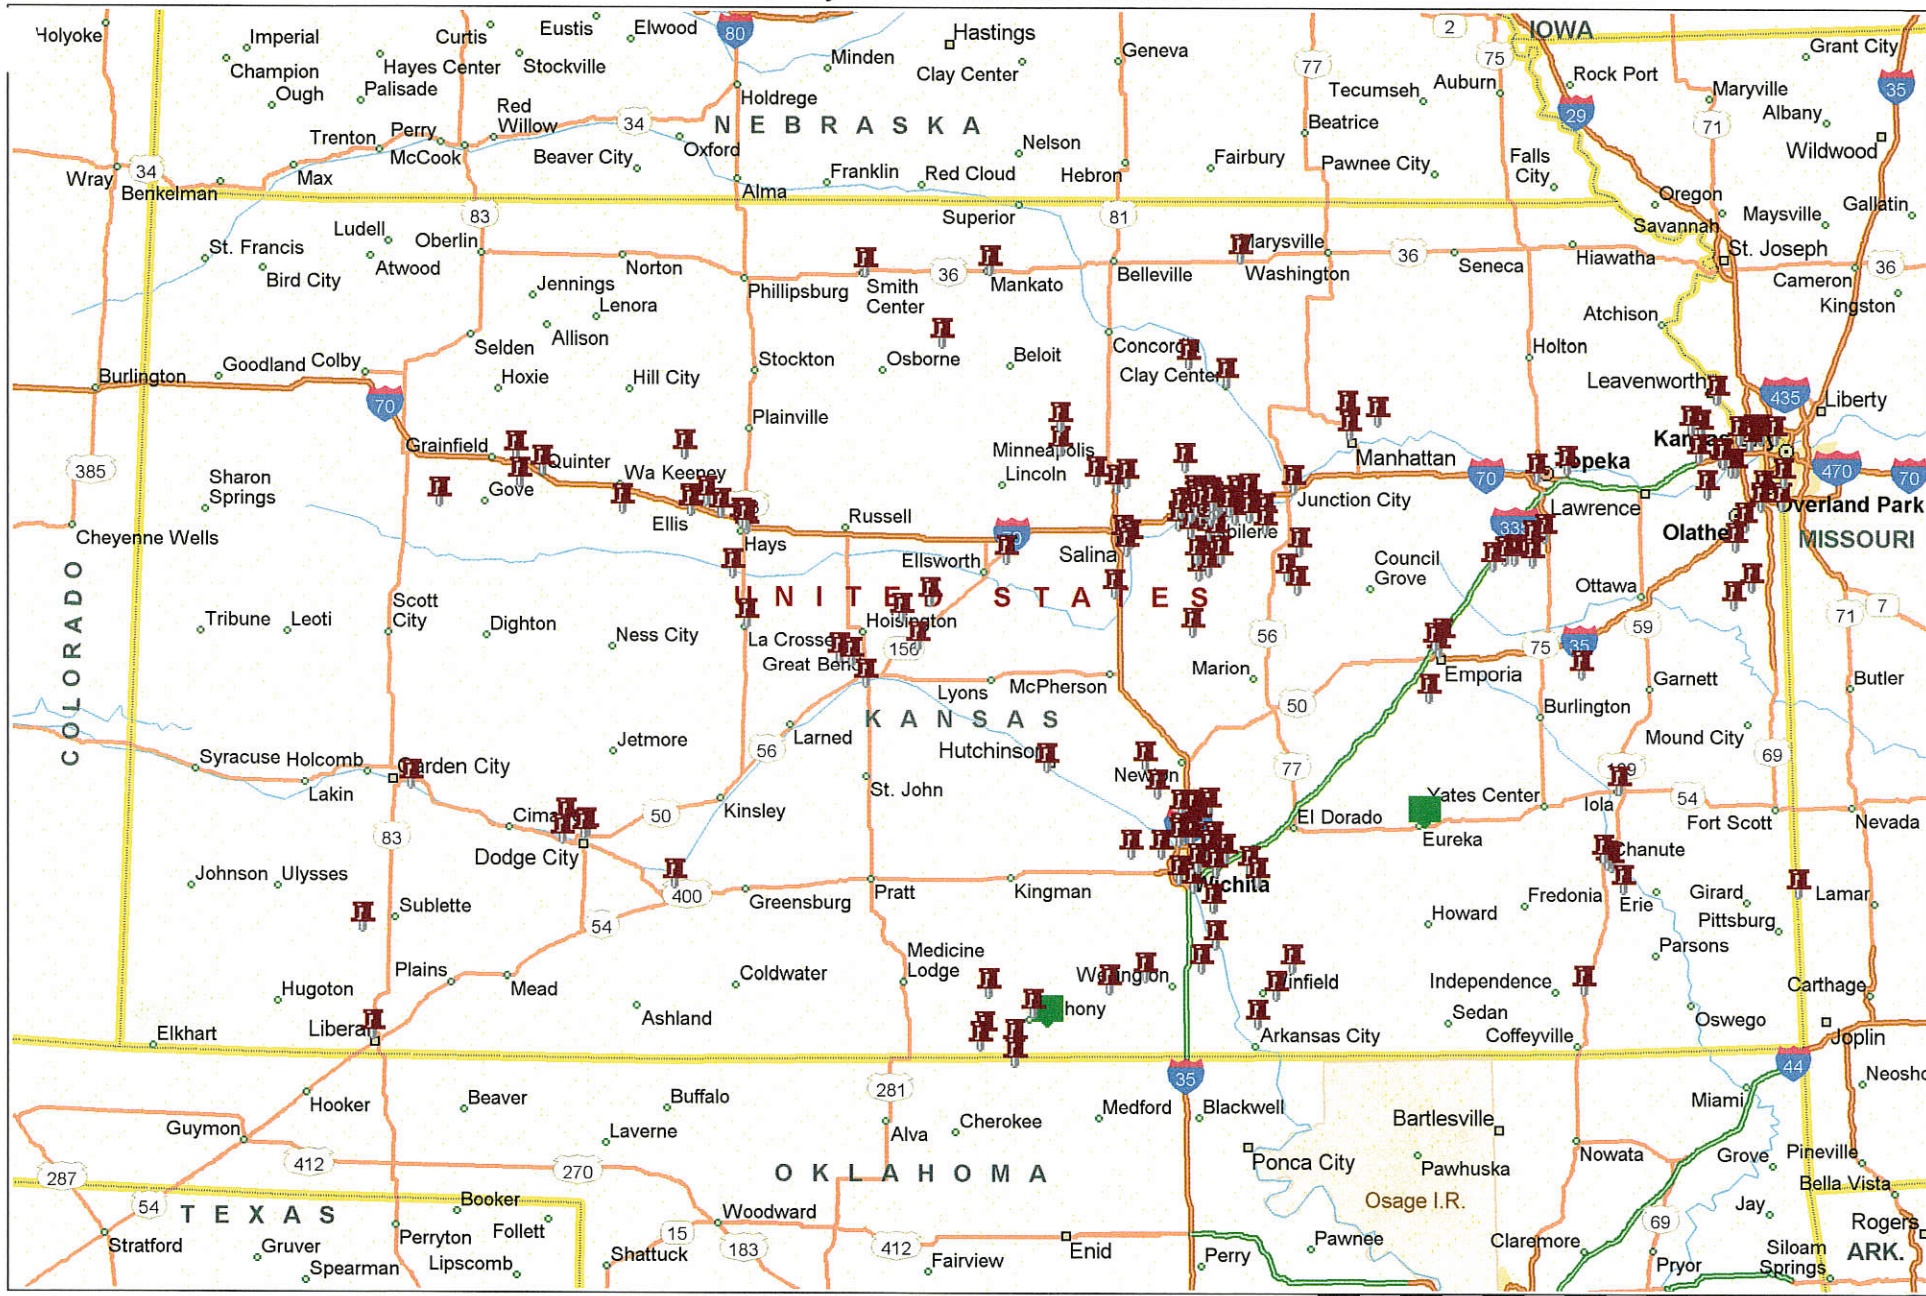 Holyoke
Imperial
Curtis
Eustis
Elwood
80
Hastings
Geneva
2
IOWA
Grant City
Champion
Hayes Center
Stockville
Minden
Clay Center
77
75
Rock Port
35
Ough
Palisade
Red
Willow
Holdrege
Tecumseh
Auburn
29
Maryville
Albany
Trenton
Perry
34
NEBRASKA
Beatrice
71
Wray
34
McCook
Beaver City
Oxford
Nelson
Fairbury
Pawnee City
Falls
City
Wildwood
Benkelman
Max
Alma
Franklin
Red Cloud
Hebron
Oregon
83
Superior
81
Savannah
Maysville
Gallatin
St. Francis
Ludell
Oberlin
Marysville
St. Joseph
Bird City
Atwood
Norton
36
Belleville
Washington
36
Seneca
Hiawatha
36
Jennings
Phillipsburg
Smith
Center
Mankato
Cameron
Kingston
Lenora
Atchison
Allison
Selden
Stockton
Osborne
Beloit
Concordia
Holton
Burlington
Goodland
Colby
Hoxie
Hill City
Clay Center
Leavenworth
70
435
Liberty
Plainville
Grainfield
Minneapolis
Manhattan
385
Quinter
Wa Keeney
Lincoln
70
470
70
Sharon
Springs
Gove
Junction City
Lawrence
Overland Park
Ellis
Russell
335
Olathe
MISSOURI
Cheyenne Wells
Hays
Salina
Ellsworth
Council
Grove
Ottawa
COLORADO
UNITED STATES
Scott
City
71
7
Tribune
Leoti
Dighton
Ness City
La Crosse
Hoisington
56
75
35
59
Great Bend
156
Marion
Emporia
Lyons
McPherson
Garnett
Butler
KANSAS
50
Burlington
Jetmore
56
Larned
Hutchinson
Mound City
Syracuse
Holcomb
Garden City
Newton
77
69
Lakin
St. John
169
Yates Center
Iola
54
Kinsley
50
83
El Dorado
Eureka
Fort Scott
Nevada
Dodge City
Chanute
Johnson
Ulysses
400
Greensburg
Pratt
Kingman
Wichita
Fredonia
Erie
Girard
Lamar
Sublette
54
Howard
Pittsburg
Parsons
Plains
Medicine
Lodge
Wellington
Winfield
Independence
Carthage
Hugoton
Mead
Coldwater
Sedan
Liberal
Ashland
Arkansas City
Coffeyville
Oswego
Joplin
Elkhart
35
44
Neosho
281
Hooker
Beaver
Buffalo
Medford
Blackwell
Miami
Guymon
Laverne
Alva
Cherokee
Bartlesville
412
270
OKLAHOMA
Ponca City
Pawhuska
Nowata
Grove
Pineville
287
54
TEXAS
Booker
Osage I.R.
Bella Vista
Woodward
69
Jay
Rogers
Stratford
Gruver
Perryton
Follett
15
183
412
Enid
Pawnee
Claremore
ARK.
Spearman
Lipscomb
Shattuck
Fairview
Perry
Pryor
Siloam
Springs